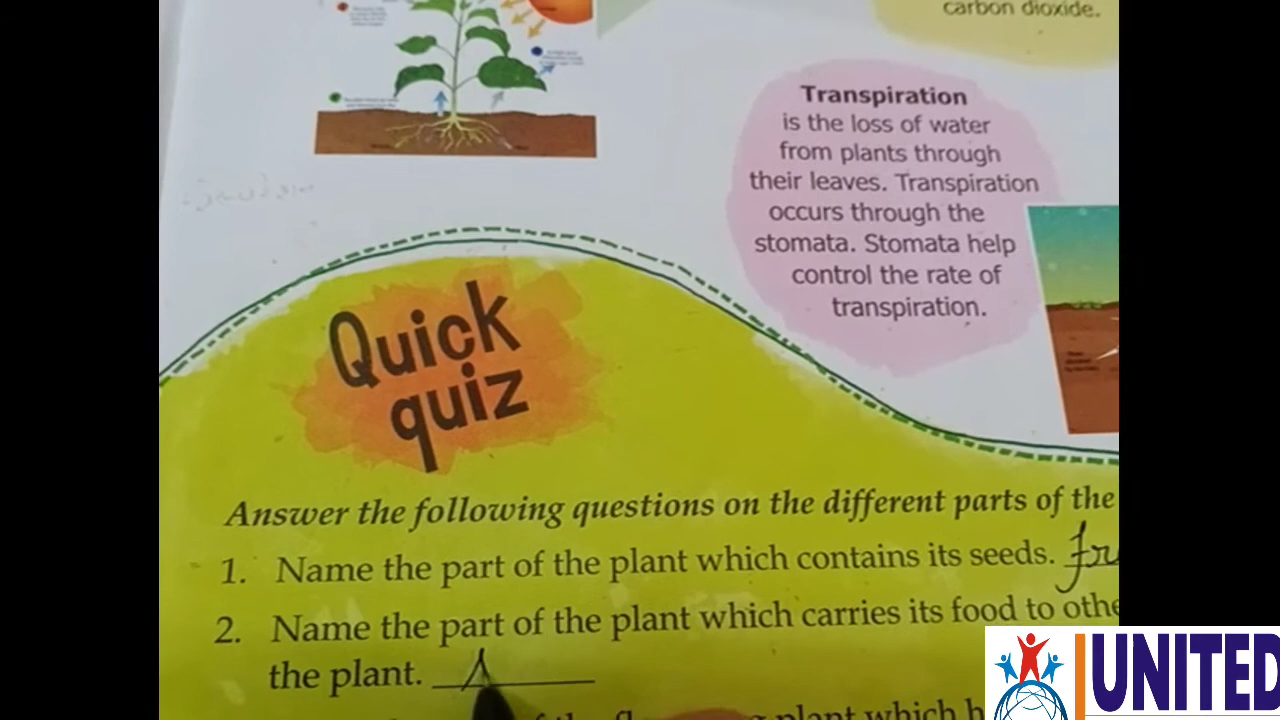 carbon dioxide.
Transpiration
is the loss of water
from plants through
their leaves. Transpiration
occurs through the
stomata. Stomata help
control the rate of
transpiration.
Quick
quiz
Answer the following questions on the different parts of the
1. Name the part of the plant which contains its seeds. fru
2. Name the part of the plant which carries its food to othe
the plant.
plant which h
UNITED